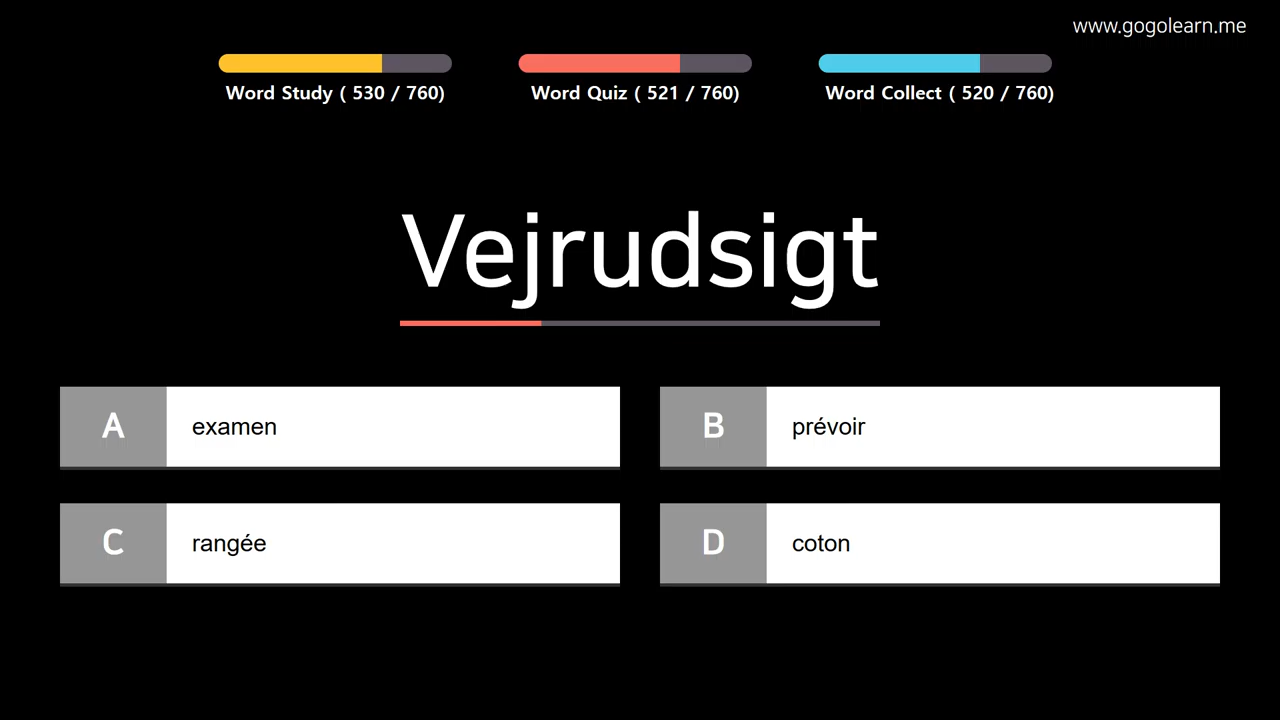 www.gogolearn.me
Word Study ( 530 / 760)
Word Quiz ( 521 / 760)
Word Collect ( 520 / 760)
Vejrudsigt
A examen
B prévoir
C rangée
D coton